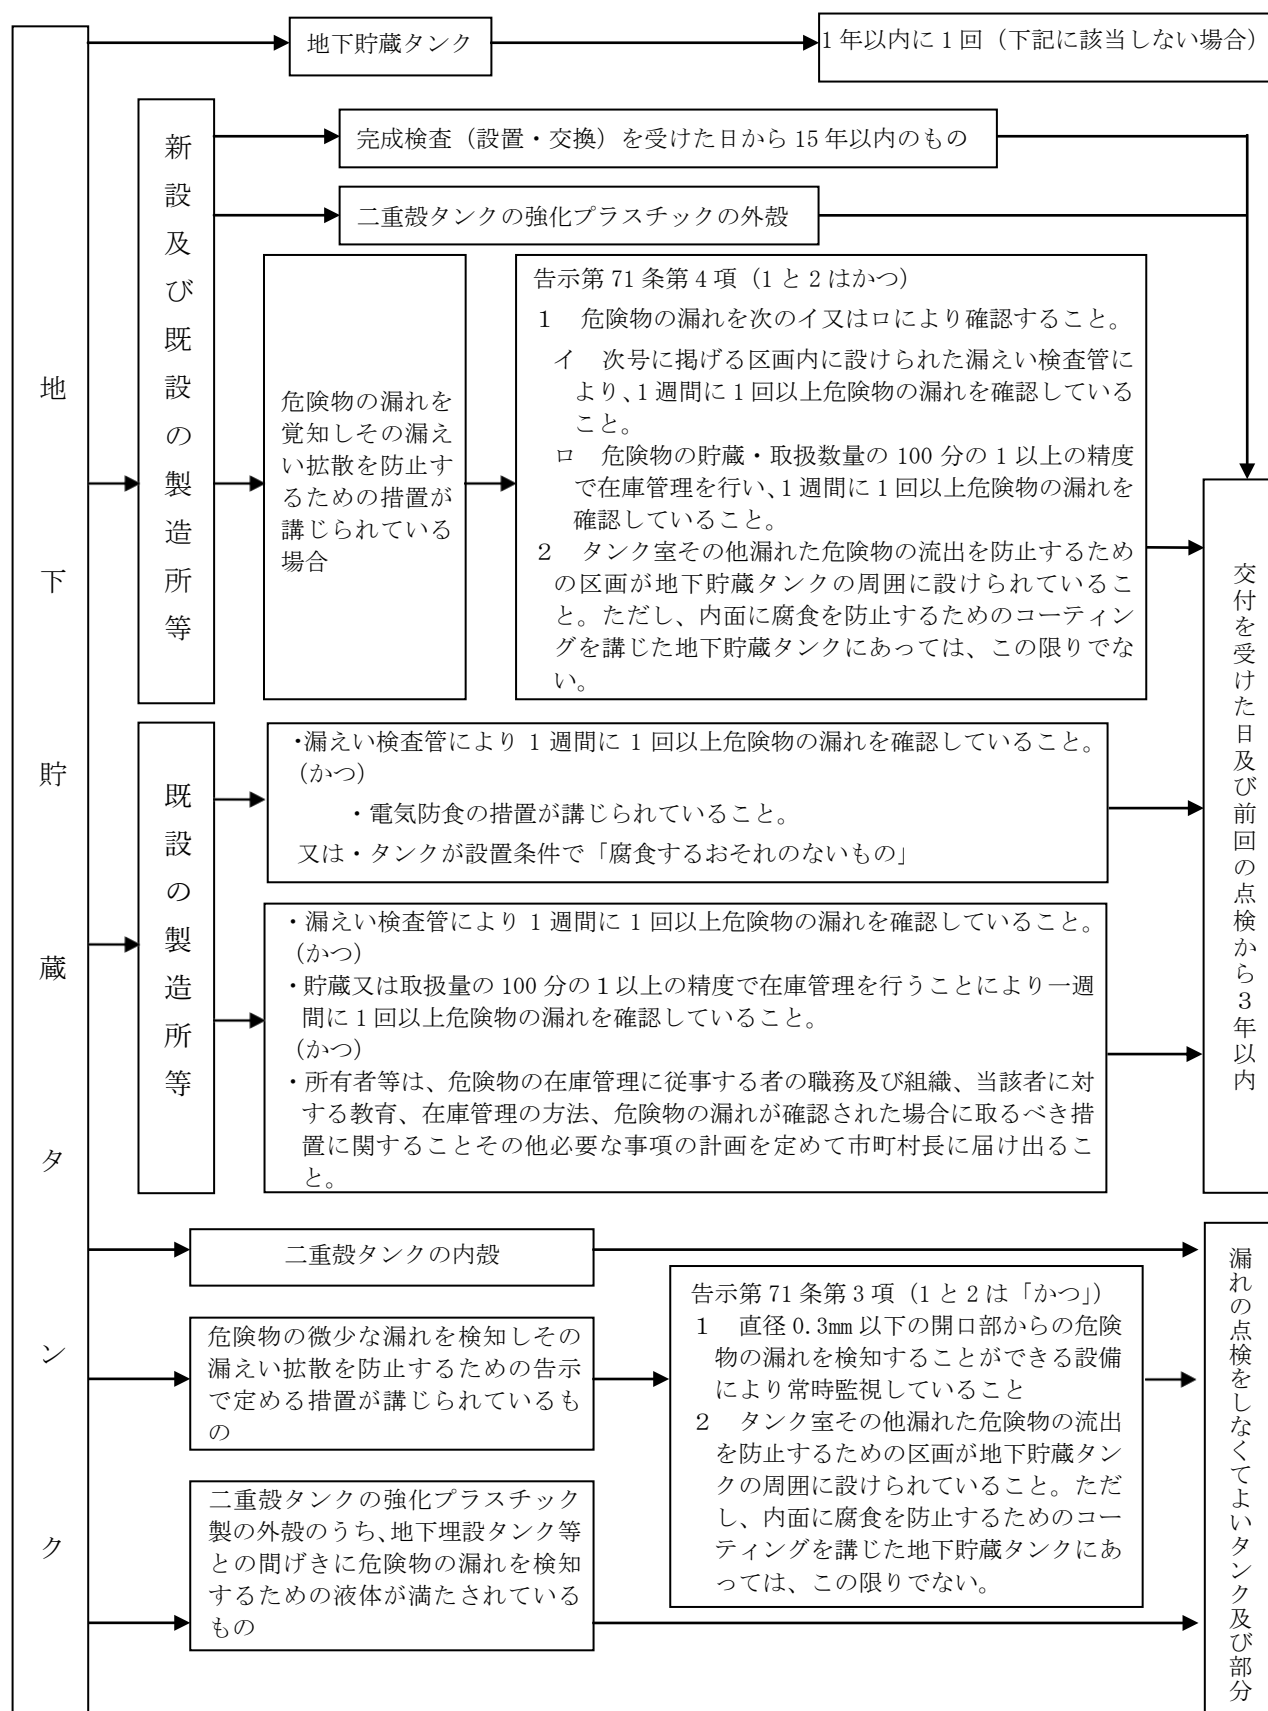 地下貯蔵タンク
地下貯蔵タンク
1年以内に1回（下記に該当しない場合）
新設及び既設の製造所等
完成検査（設置・交換）を受けた日から 15 年以内のもの
二重殻タンクの強化プラスチックの外殻
危険物の漏れを
覚知しその漏え
い拡散を防止す
るための措置が
講じられている
場合
告示第 71 条第 4 項（1 と 2 はかつ）
１　危険物の漏れを次のイ又はロにより確認すること。
イ　次号に掲げる区画内に設けられた漏えい検査管に
より、1 週間に 1 回以上危険物の漏れを確認している
こと。
ロ　危険物の貯蔵・取扱数量の 100 分の 1 以上の精度
で在庫管理を行い、1 週間に 1 回以上危険物の漏れを
確認していること。
２　タンク室その他漏れた危険物の流出を防止するため
の区画が地下貯蔵タンクの周囲に設けられているこ
と。ただし、内面に腐食を防止するためのコーティン
グを講じた地下貯蔵タンクにあっては、この限りでな
い。
交付を受けた日及び前回の点検から３年以内
既設の製造所等
・漏えい検査管により 1 週間に 1 回以上危険物の漏れを確認していること。
（かつ）
・電気防食の措置が講じられていること。
又は・タンクが設置条件で「腐食するおそれのないもの」
・漏えい検査管により 1 週間に 1 回以上危険物の漏れを確認していること。
（かつ）
・貯蔵又は取扱量の 100 分の 1 以上の精度で在庫管理を行うことにより一週
間に 1 回以上危険物の漏れを確認していること。
（かつ）
・所有者等は、危険物の在庫管理に従事する者の職務及び組織、当該者に対
する教育、在庫管理の方法、危険物の漏れが確認された場合に取るべき措
置に関することその他必要な事項の計画を定めて市町村長に届け出るこ
と。
二重殻タンクの内殻
危険物の微少な漏れを検知しその
漏えい拡散を防止するための告示
で定める措置が講じられているも
の
告示第 71 条第 3 項（1 と 2 は「かつ」）
１　直径 0.3㎜ 以下の開口部からの危険
物の漏れを検知することができる設備
により常時監視していること
２　タンク室その他漏れた危険物の流出
を防止するための区画が地下貯蔵タン
クの周囲に設けられていること。ただ
し、内面に腐食を防止するためのコー
ティングを講じた地下貯蔵タンクにあ
っては、この限りでない。
二重殻タンクの強化プラスチック
製の外殻のうち、地下埋設タンク等
との間げきに危険物の漏れを検知
するための液体が満たされている
もの
漏れの点検をしなくてよいタンク及び部分